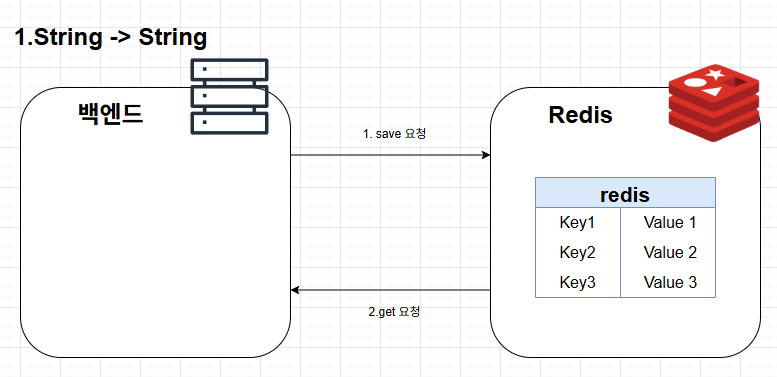 1.String -> String
백엔드
1. save 요청
Redis
redis
Key1 Value 1
Key2 Value 2
Key3 Value 3
2.get 요청